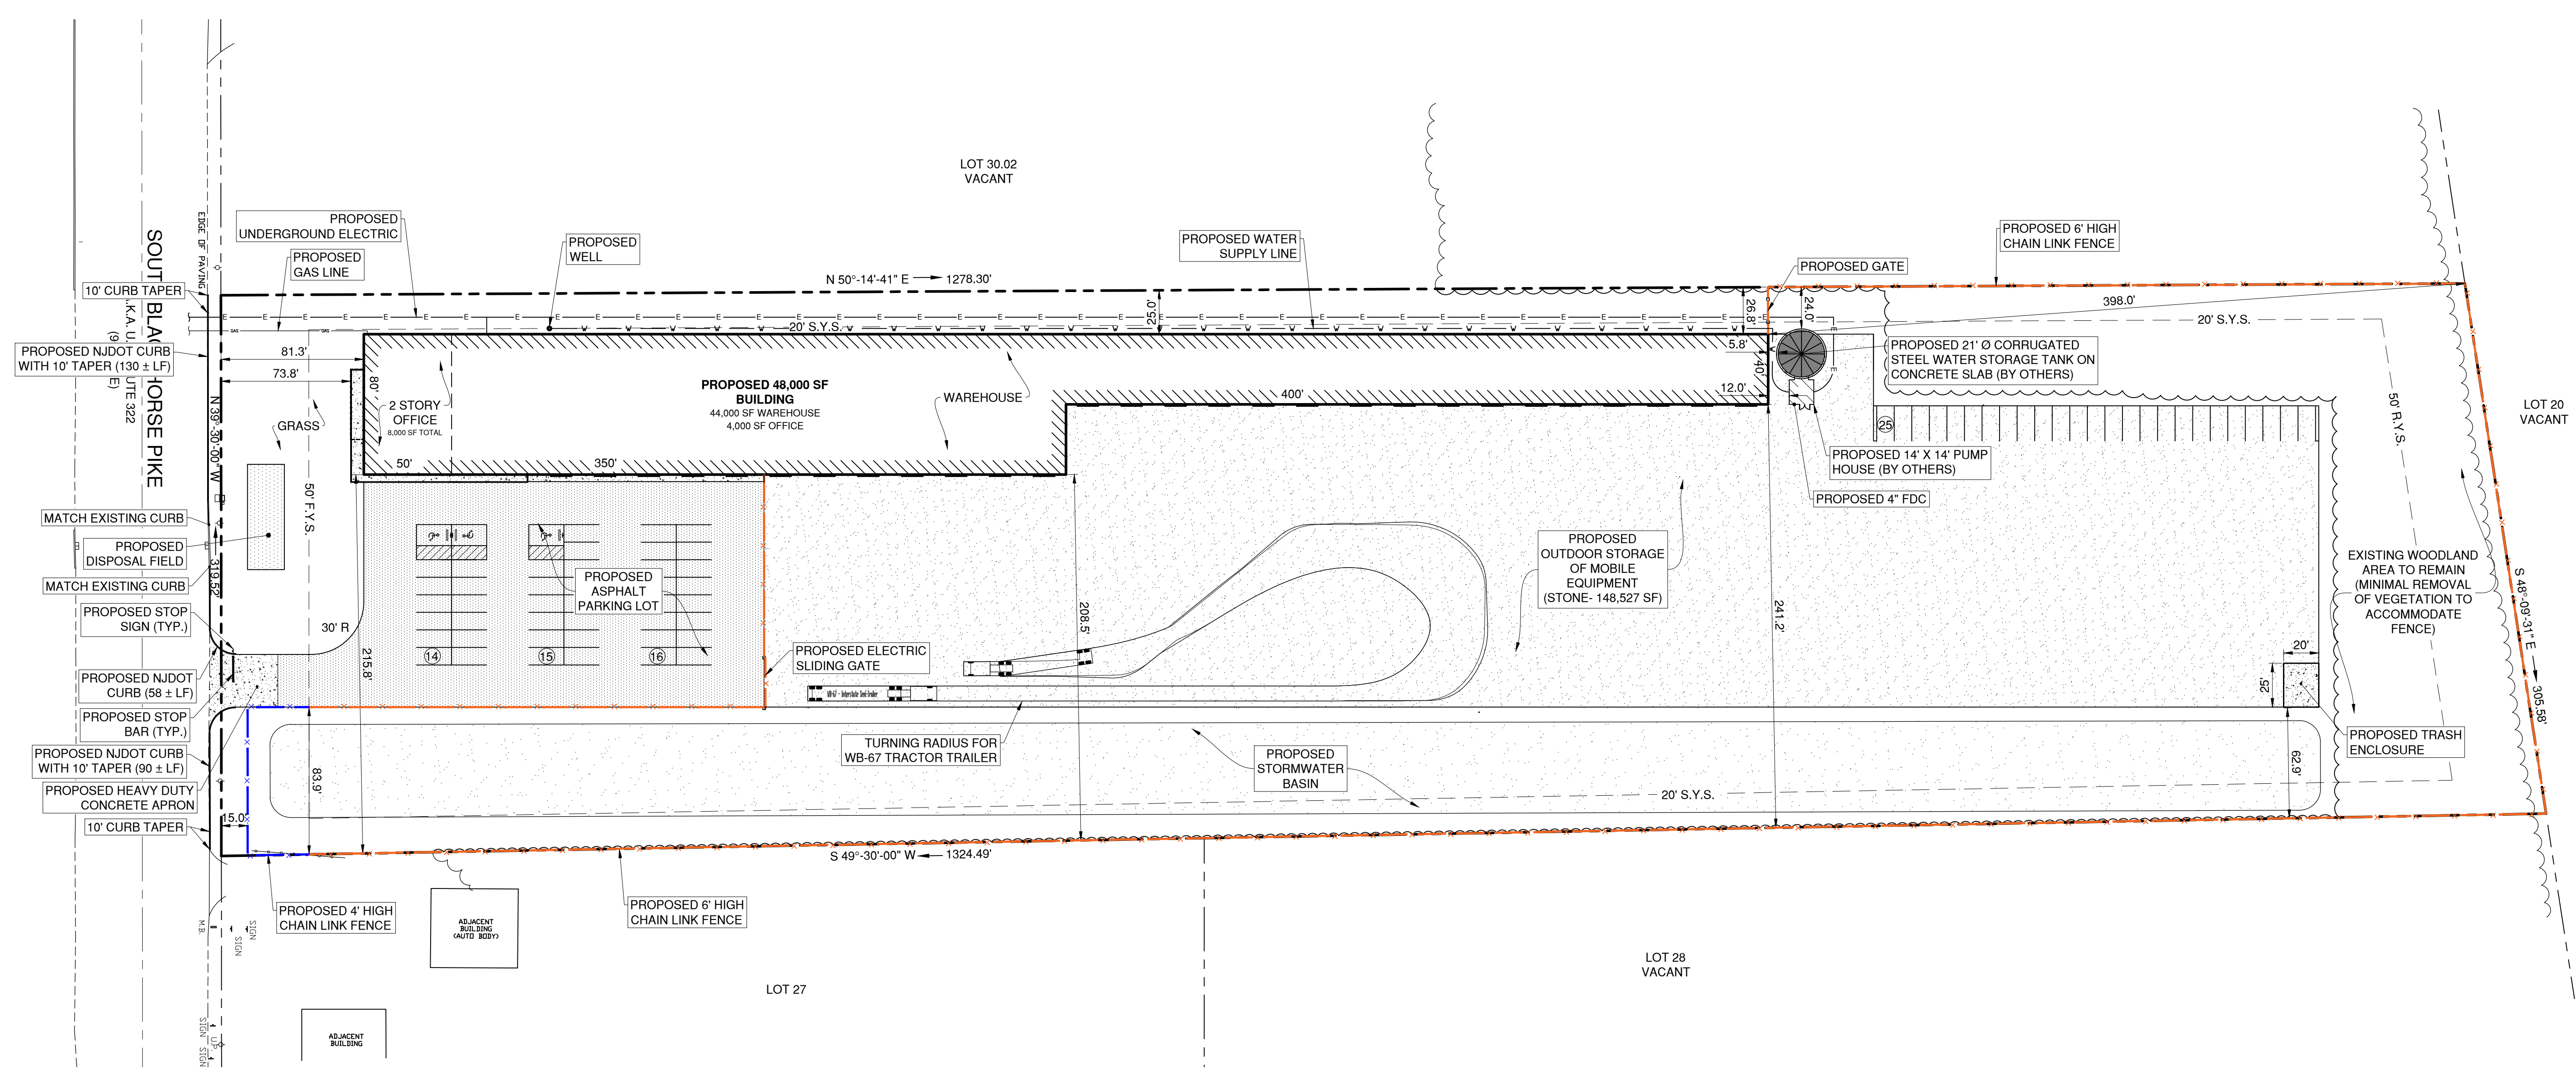 LOT 30.02
VACANT
PROPOSED
UNDERGROUND ELECTRIC
PROPOSED
GAS LINE
PROPOSED
WELL
PROPOSED WATER
SUPPLY LINE
PROPOSED 6' HIGH
CHAIN LINK FENCE
PROPOSED GATE
N 50°-14'-41" E
1278.30'
EDGE OF PAVING
10' CURB TAPER
25.0'
26.8'
24.0'
398.0'
20' S.Y.S.
20' S.Y.S.
GAS
GAS
PROPOSED NJDOT CURB
WITH 10' TAPER (130 ± LF)
81.3'
73.8'
80'
2 STORY
OFFICE
8,000 SF TOTAL
PROPOSED 48,000 SF
BUILDING
44,000 SF WAREHOUSE
4,000 SF OFFICE
WAREHOUSE
400'
5.8'
40'
12.0'
PROPOSED 21' Ø CORRUGATED
STEEL WATER STORAGE TANK ON
CONCRETE SLAB (BY OTHERS)
50' R.Y.S.
LOT 20
VACANT
GRASS
N 39°-30'-00" W
319.52'
50' F.Y.S.
50'
350'
25
PROPOSED 14' X 14' PUMP
HOUSE (BY OTHERS)
PROPOSED 4" FDC
MATCH EXISTING CURB
PROPOSED
DISPOSAL FIELD
MATCH EXISTING CURB
PROPOSED STOP
SIGN (TYP.)
PROPOSED
ASPHALT
PARKING LOT
PROPOSED
OUTDOOR STORAGE
OF MOBILE
EQUIPMENT
(STONE- 148,527 SF)
EXISTING WOODLAND
AREA TO REMAIN
(MINIMAL REMOVAL
OF VEGETATION TO
ACCOMMODATE
FENCE)
S 48°-09'-31" E
305.58'
30' R
215.8'
208.5'
241.2'
14
15
16
PROPOSED ELECTRIC
SLIDING GATE
20'
25'
PROPOSED NJDOT
CURB (58 ± LF)
WB-67 - Interstate Semi-Trailer
PROPOSED STOP
BAR (TYP.)
PROPOSED NJDOT CURB
WITH 10' TAPER (90 ± LF)
TURNING RADIUS FOR
WB-67 TRACTOR TRAILER
PROPOSED
STORMWATER
BASIN
PROPOSED TRASH
ENCLOSURE
62.9'
83.9'
PROPOSED HEAVY DUTY
CONCRETE APRON
20' S.Y.S.
10' CURB TAPER
15.0'
S 49°-30'-00" W
1324.49'
PROPOSED 4' HIGH
CHAIN LINK FENCE
PROPOSED 6' HIGH
CHAIN LINK FENCE
M.B.
SIGN
SIGN
ADJACENT
BUILDING
(AUTO BODY)
LOT 28
VACANT
LOT 27
SIGN
SIGN
U.P.
ADJACENT
BUILDING
HORSE PIKE
UTE 322